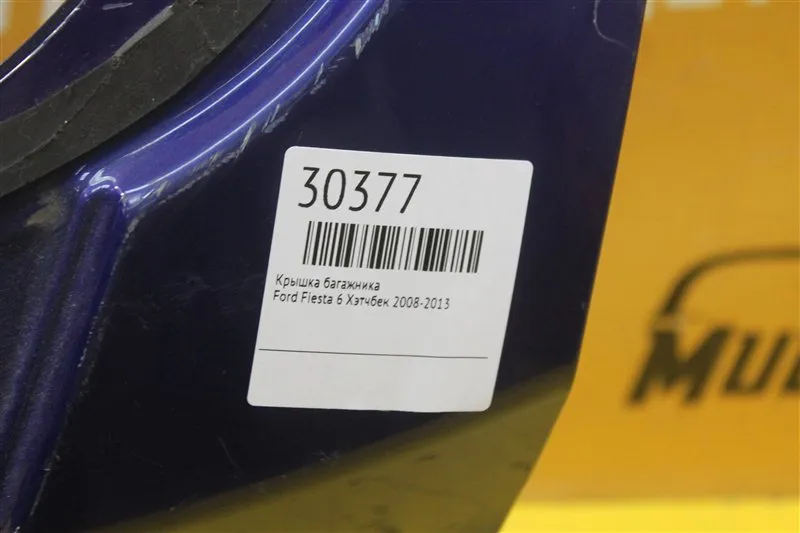 30377
Крышка багажника
Ford Fiesta 6 Хэтчбек 2008-2013